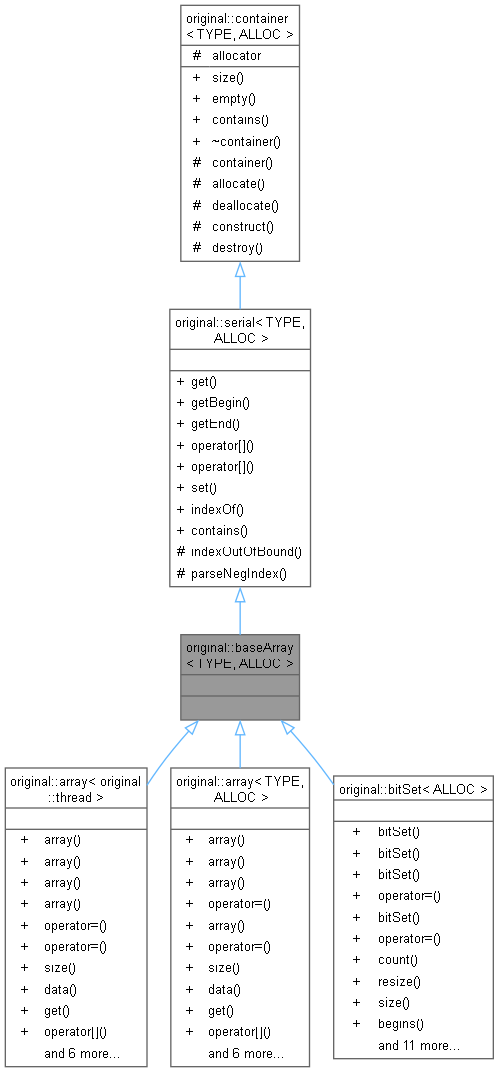 original::container
< TYPE, ALLOC >
# allocator
+ size()
+ empty()
+ contains()
+ ~container()
# container()
# allocate()
# deallocate()
# construct()
# destroy()
original::serial< TYPE,
ALLOC >
+ get()
+ getBegin()
+ getEnd()
+ operator[]()
+ operator[]()
+ set()
+ indexOf()
+ contains()
# indexOutOfBound()
# parseNegIndex()
original::baseArray
< TYPE, ALLOC >
original::array< original
::thread >
+ array()
+ array()
+ array()
+ array()
+ operator=()
+ operator=()
+ size()
+ data()
+ get()
+ operator[]()
and 6 more...
original::array< TYPE,
ALLOC >
+ array()
+ array()
+ array()
+ operator=()
+ array()
+ operator=()
+ size()
+ data()
+ get()
+ operator[]()
and 6 more...
original::bitSet< ALLOC >
+ bitSet()
+ bitSet()
+ bitSet()
+ operator=()
+ bitSet()
+ operator=()
+ count()
+ resize()
+ size()
+ begins()
and 11 more...